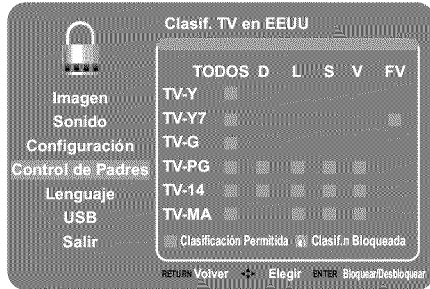 Clasif. TV en EEUU
TODOS D L S V FV
TV-Y
TV-Y7
TV-G
TV-PG
TV-14
TV-MA
Clasificación Permitida Clasif.n Bloqueada
Imagen
Sonido
Configuración
Control de Padres
Lenguaje
USB
Salir
RETURN Volver Elegir ENTER Bloquear/Desbloquear